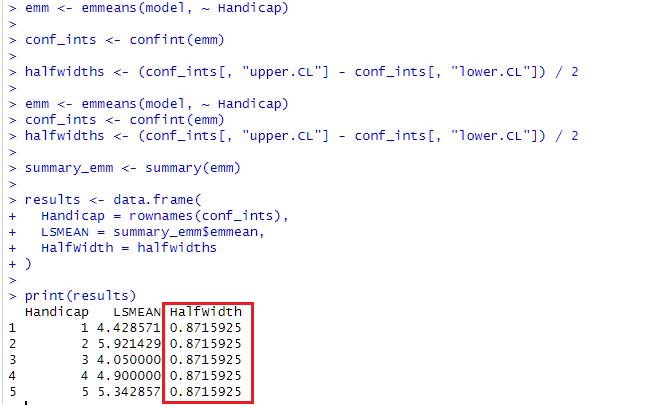 > emm <- emmeans(model, ~ Handicap)
>
> conf_ints <- confint(emm)
>
> halfwidths <- (conf_ints[, "upper.CL"] - conf_ints[, "lower.CL"]) / 2
>
> emm <- emmeans(model, ~ Handicap)
> conf_ints <- confint(emm)
> halfwidths <- (conf_ints[, "upper.CL"] - conf_ints[, "lower.CL"]) / 2
>
> summary_emm <- summary(emm)
>
> results <- data.frame(
+   Handicap = rownames(conf_ints),
+   LSMEAN = summary_emm$emmean,
+   HalfWidth = halfwidths
+ )
>
> print(results)
  Handicap   LSMEAN HalfWidth
1        1 4.428571 0.8715925
2        2 5.921429 0.8715925
3        3 4.050000 0.8715925
4        4 4.900000 0.8715925
5        5 5.342857 0.8715925